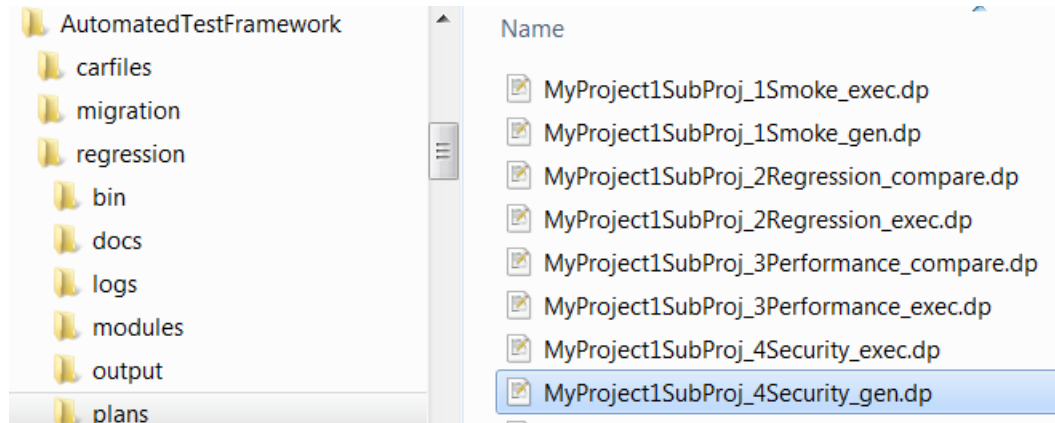 AutomatedTestFramework
carfiles
migration
regression
bin
docs
logs
modules
output
plans
Name
MyProject1SubProj_1Smoke_exec.dp
MyProject1SubProj_1Smoke_gen.dp
MyProject1SubProj_2Regression_compare.dp
MyProject1SubProj_2Regression_exec.dp
MyProject1SubProj_3Performance_compare.dp
MyProject1SubProj_3Performance_exec.dp
MyProject1SubProj_4Security_exec.dp
MyProject1SubProj_4Security_gen.dp